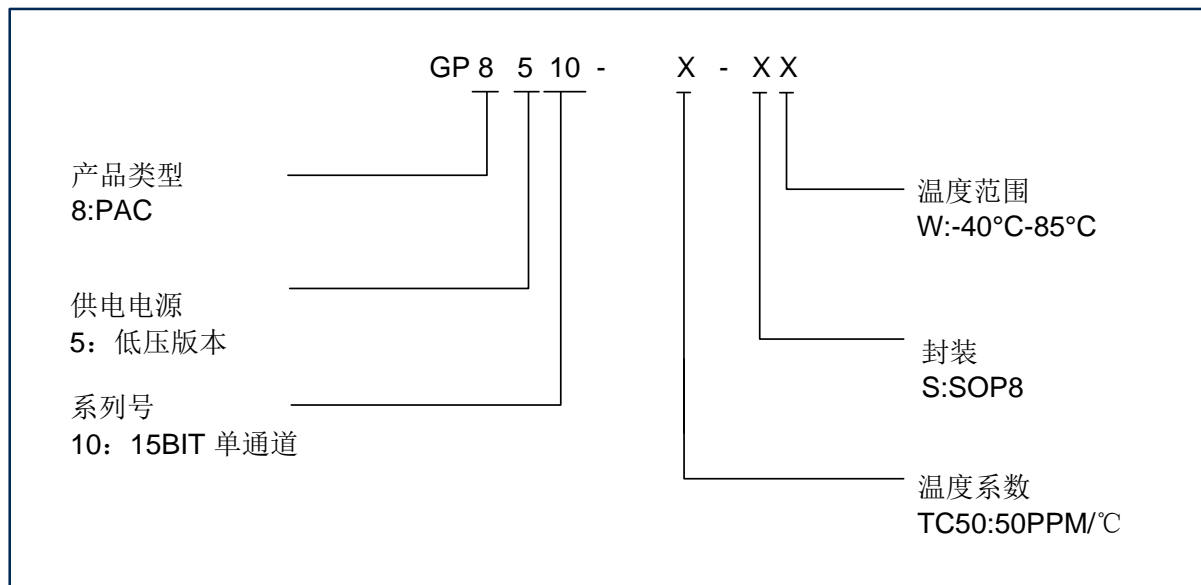 GP 8 5 10 - X - X X
产品类型
8:PAC
供电电源
5：低压版本
系列号
10：15BIT 单通道
温度范围
W:-40°C-85°C
封装
S:SOP8
温度系数
TC50:50PPM/℃